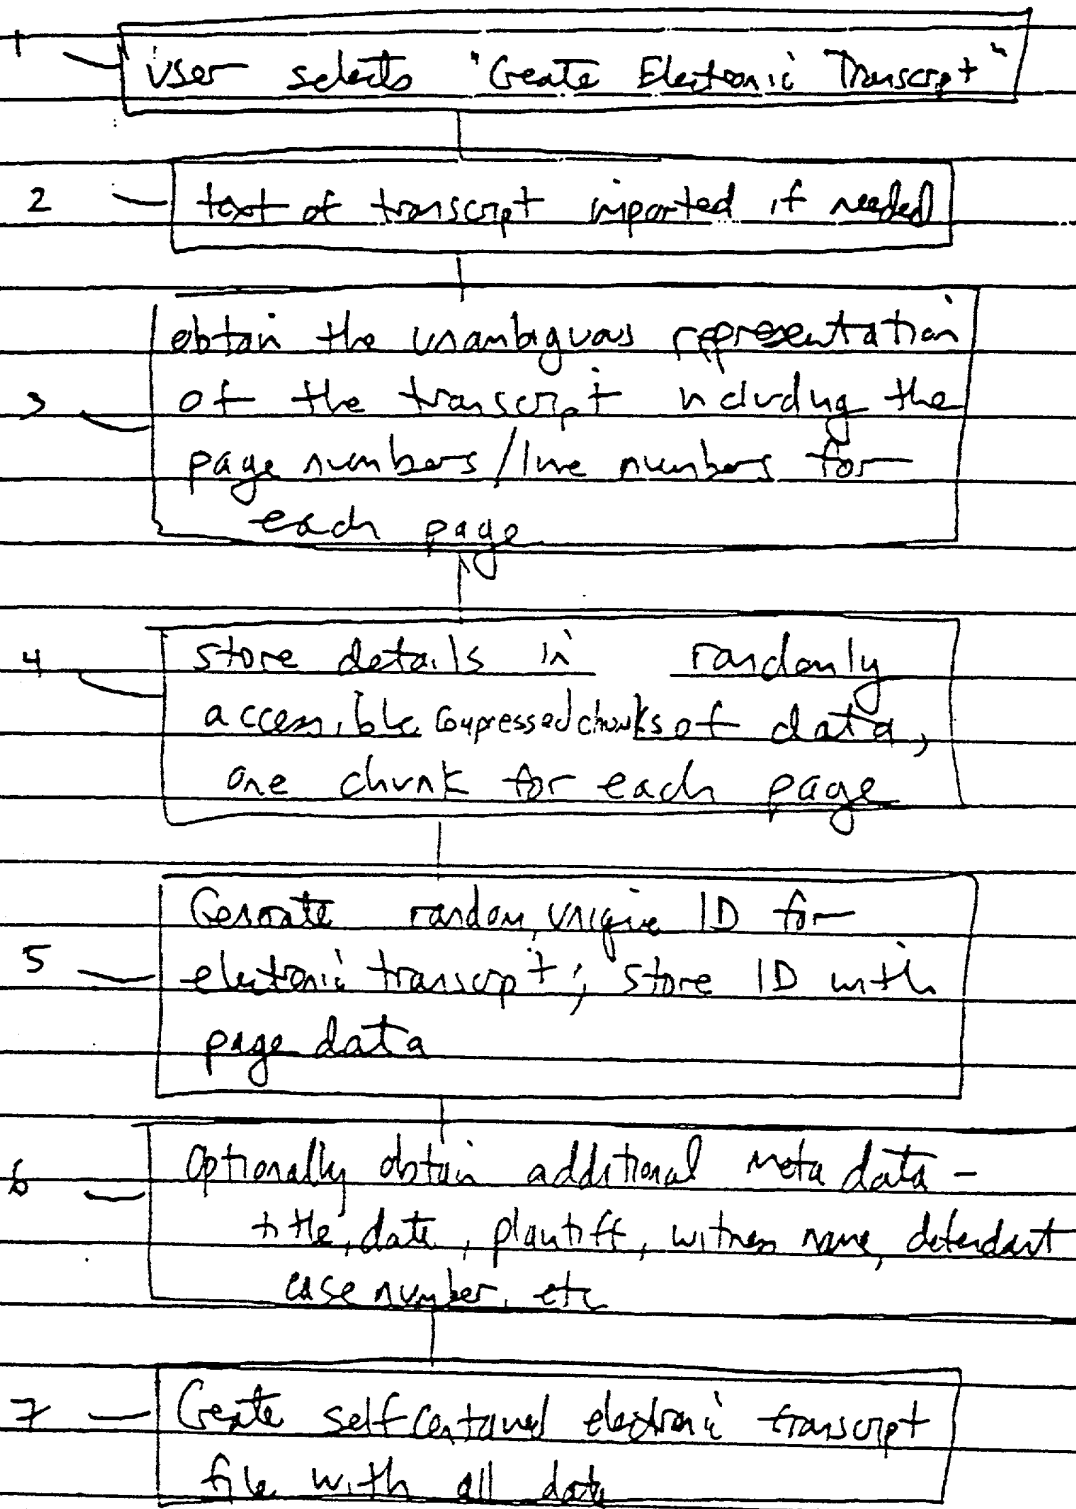 1 User selects "Create Electronic Transcript"
2 text of transcript imported if needed
obtain the unambiguous representation
3 of the transcript including the
page numbers/line numbers for
each page
4 store details in randomly
accessible compressed chunks of data,
one chunk for each page
Generate random, unique ID for
5 electronic transcript; store ID with
page data
6 Optionally obtain additional meta data -
title, date, plantiff, witness name, defendant
case number, etc
7 Create self contained electronic transcript
file with all data